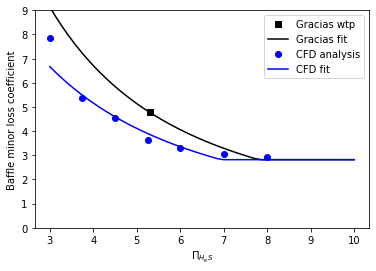 9
8
7
6
5
4
3
2
1
0
Baffle minor loss coefficient
Gracias wtp
Gracias fit
CFD analysis
CFD fit
3 4 5 6 7 8 9 10
Π_{H_eS}